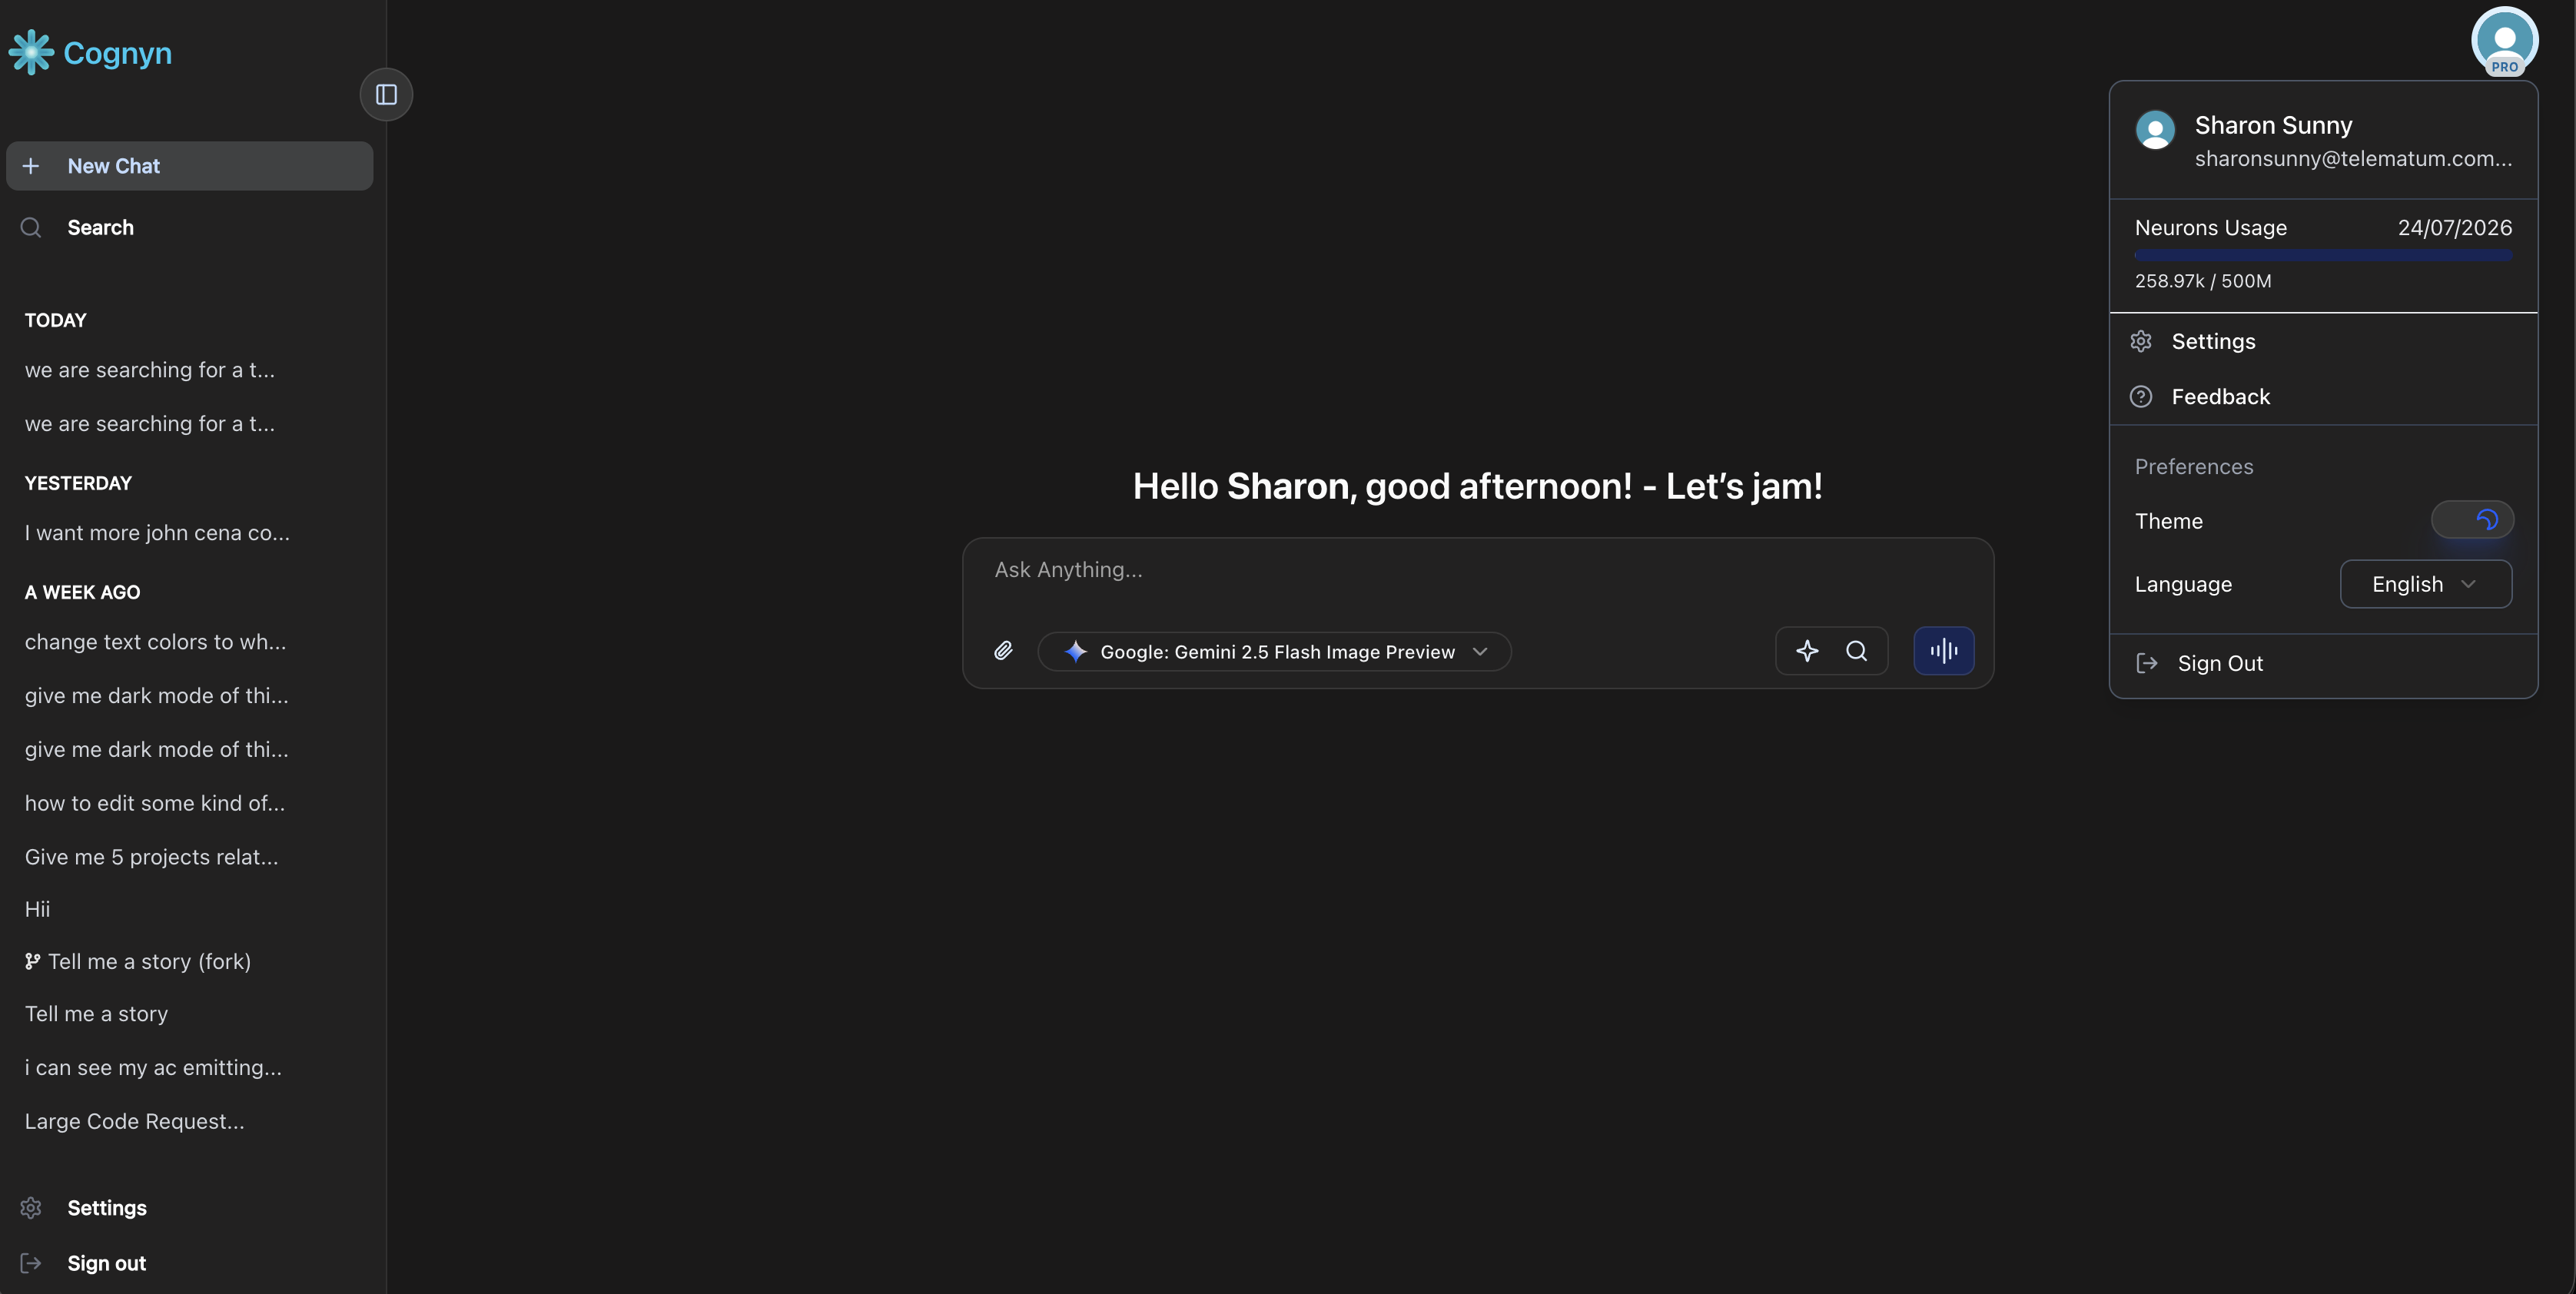 Cognyn
New Chat
Search
TODAY
we are searching for a t...
we are searching for a t...
YESTERDAY
I want more john cena co...
A WEEK AGO
change text colors to wh...
give me dark mode of thi...
give me dark mode of thi...
how to edit some kind of...
Give me 5 projects relat...
Hii
Tell me a story (fork)
Tell me a story
i can see my ac emitting...
Large Code Request...
Settings
Sign out
Hello Sharon, good afternoon! - Let’s jam!
Ask Anything...
Google: Gemini 2.5 Flash Image Preview
PRO
Sharon Sunny
sharonsunny@telematum.com...
Neurons Usage 24/07/2026
258.97k / 500M
Settings
Feedback
Preferences
Theme
Language English
Sign Out